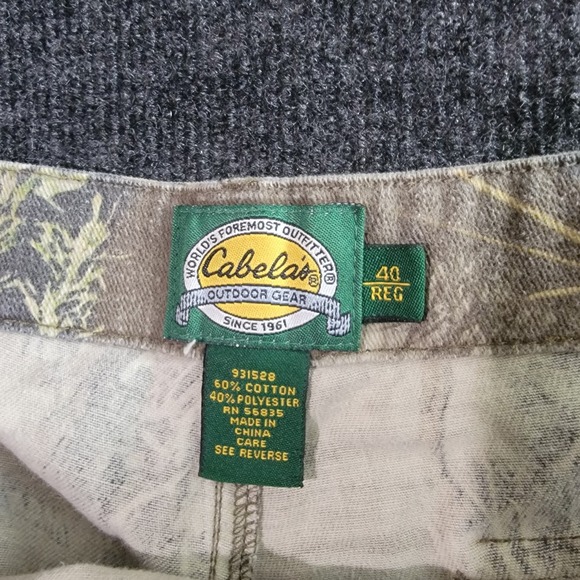 WORLD'S FOREMOST OUTFITTER®
Cabela's®
OUTDOOR GEAR
SINCE 1961
40
REG
931528
60% COTTON
40% POLYESTER
RN 56835
MADE IN
CHINA
CARE
SEE REVERSE